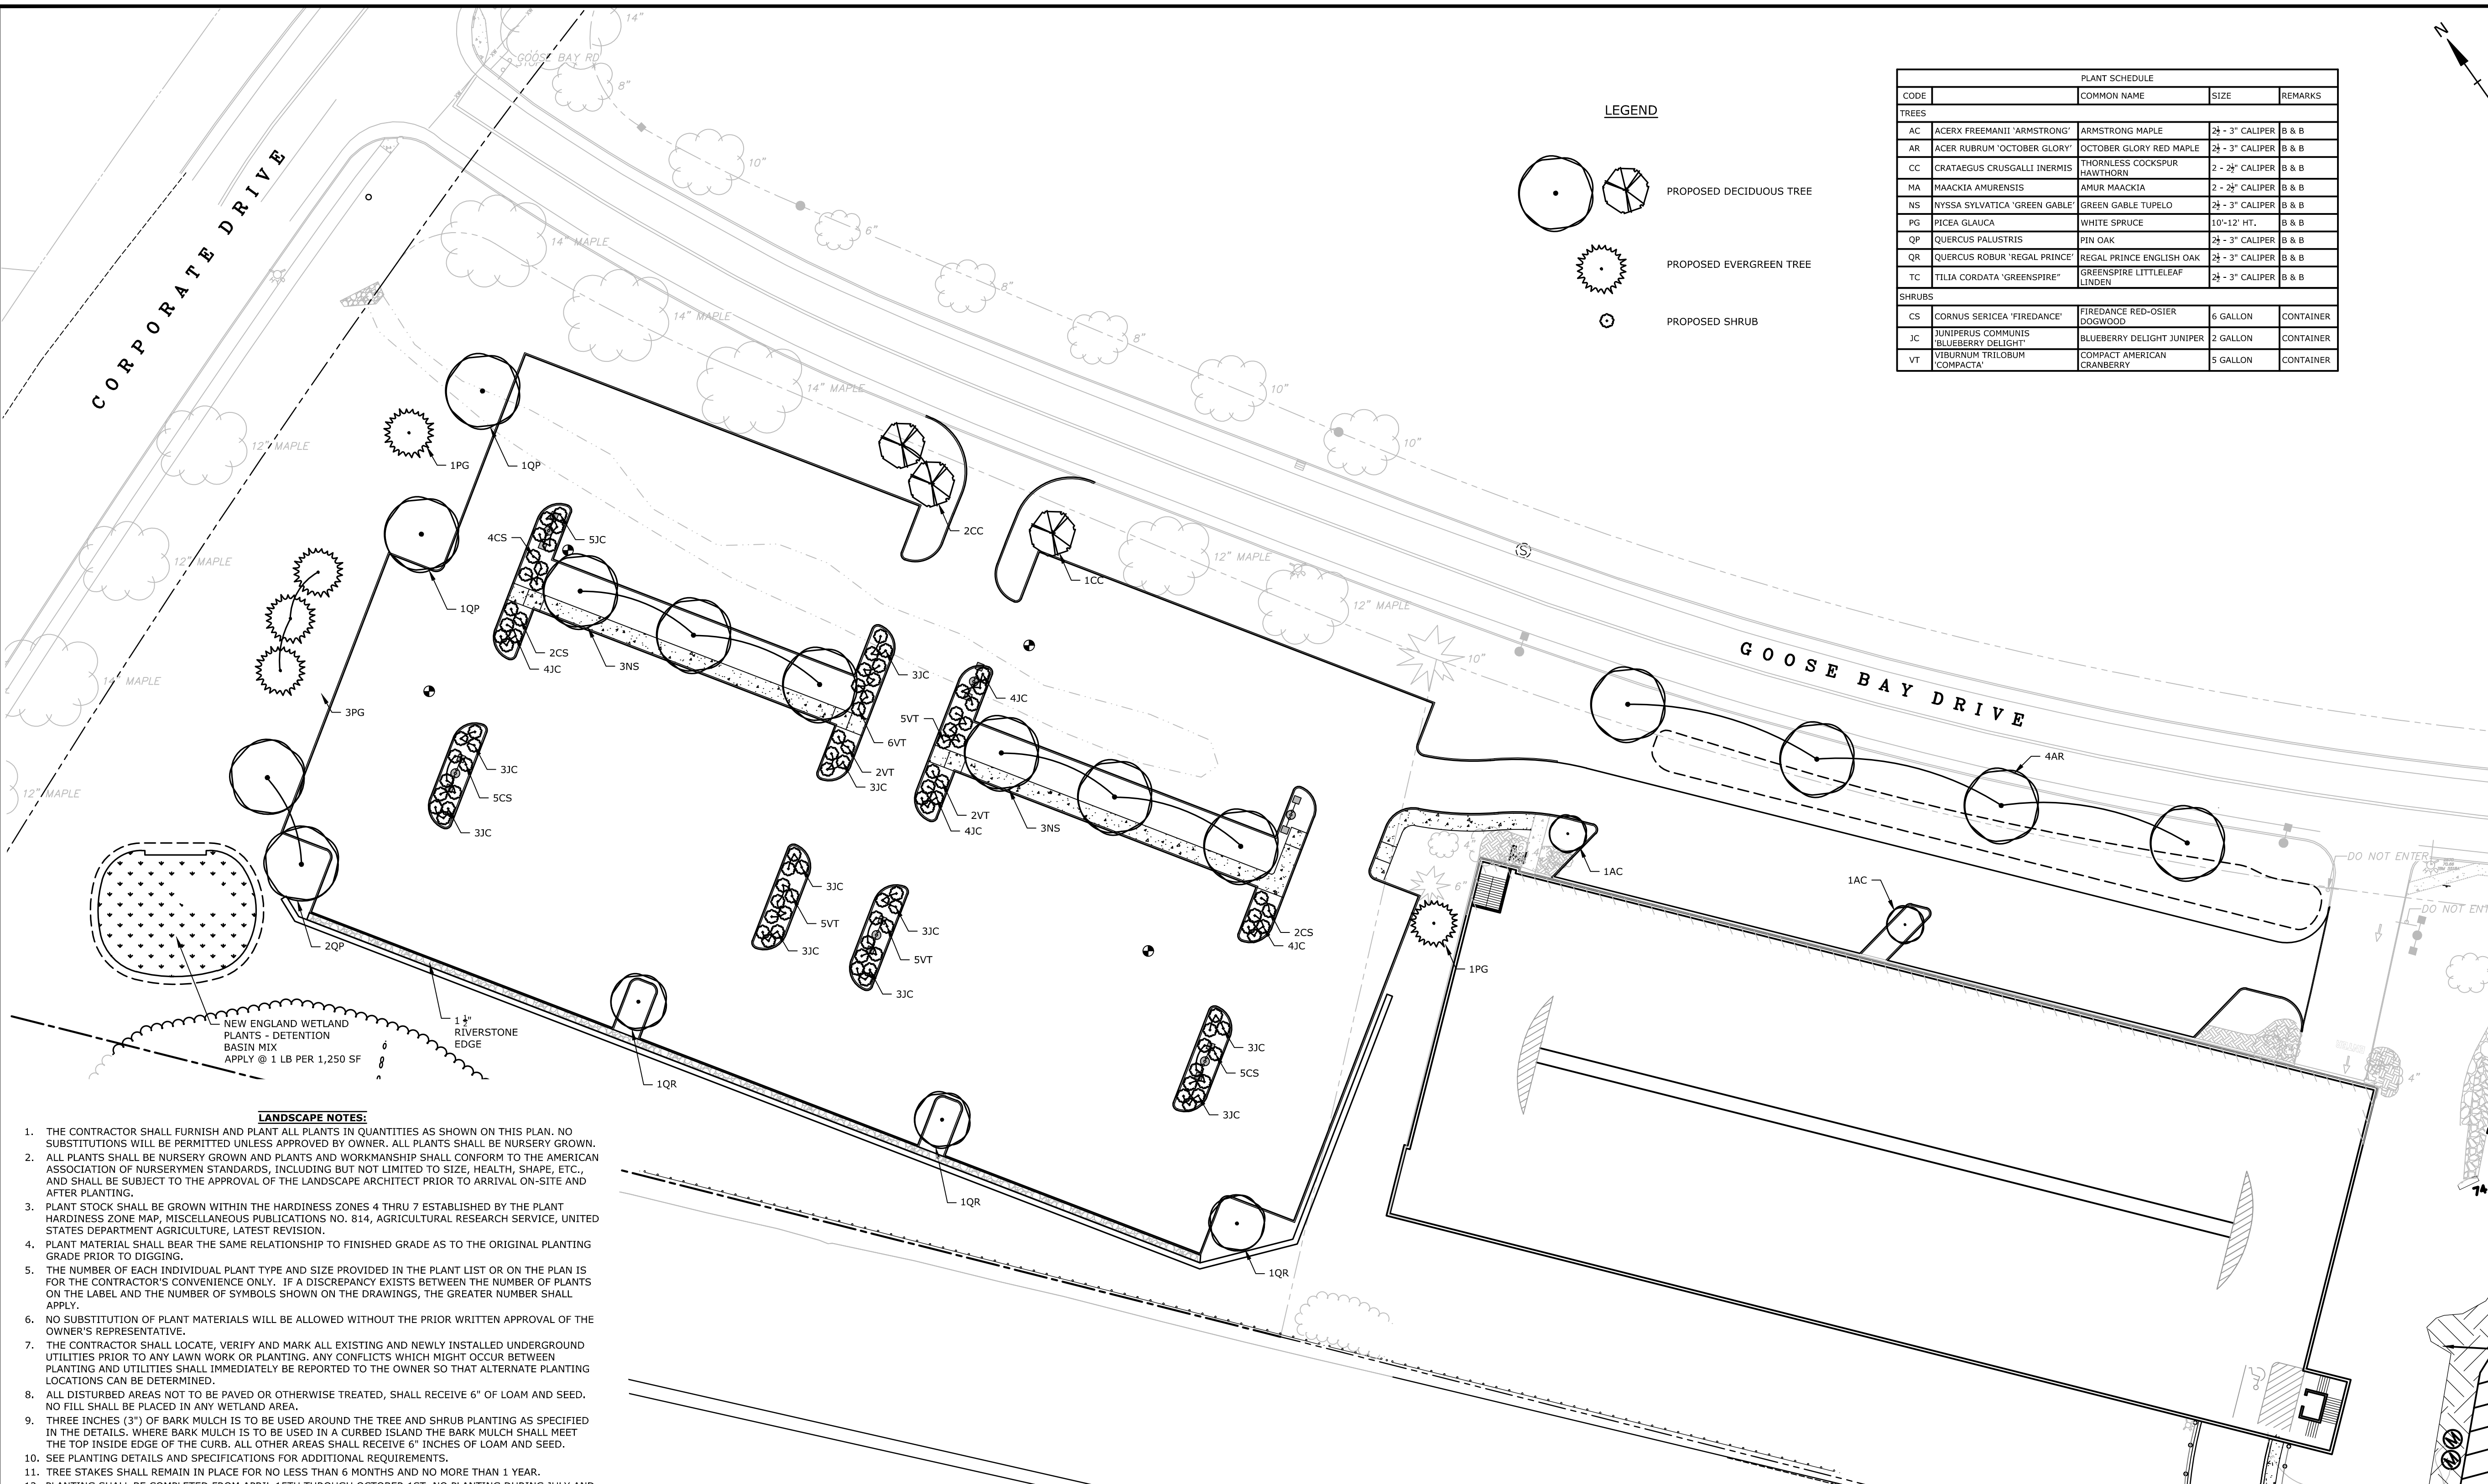 N
PLANT SCHEDULE
CODE COMMON NAME SIZE REMARKS
TREES
AC ACERX FREEMANII ‘ARMSTRONG’ ARMSTRONG MAPLE 2½ - 3" CALIPER B & B
AR ACER RUBRUM ‘OCTOBER GLORY’ OCTOBER GLORY RED MAPLE 2½ - 3" CALIPER B & B
CC CRATAEGUS CRUSGALLI INERMIS THORNLESS COCKSPUR HAWTHORN 2 - 2½" CALIPER B & B
MA MAACKIA AMURENSIS AMUR MAACKIA 2 - 2½" CALIPER B & B
NS NYSSA SYLVATICA ‘GREEN GABLE’ GREEN GABLE TUPELO 2½ - 3" CALIPER B & B
PG PICEA GLAUCA WHITE SPRUCE 10'-12' HT. B & B
QP QUERCUS PALUSTRIS PIN OAK 2½ - 3" CALIPER B & B
QR QUERCUS ROBUR ‘REGAL PRINCE’ REGAL PRINCE ENGLISH OAK 2½ - 3" CALIPER B & B
TC TILIA CORDATA ‘GREENSPIRE” GREENSPIRE LITTLELEAF LINDEN 2½ - 3" CALIPER B & B
SHRUBS
CS CORNUS SERICEA 'FIREDANCE' FIREDANCE RED-OSIER DOGWOOD 6 GALLON CONTAINER
JC JUNIPERUS COMMUNIS 'BLUEBERRY DELIGHT' BLUEBERRY DELIGHT JUNIPER 2 GALLON CONTAINER
VT VIBURNUM TRILOBUM 'COMPACTA' COMPACT AMERICAN CRANBERRY 5 GALLON CONTAINER
LEGEND
PROPOSED DECIDUOUS TREE
PROPOSED EVERGREEN TREE
PROPOSED SHRUB
14"
GOOSE BAY RD
STOP
8"
10"
6"
8"
8"
10"
10"
CORPORATE DRIVE
14" MAPLE
14" MAPLE
14" MAPLE
12" MAPLE
12" MAPLE
14" MAPLE
12" MAPLE
12" MAPLE
12" MAPLE
10"
S
GOOSE BAY DRIVE
1PG
1QP
2CC
1CC
4CS
5JC
1QP
2CS
4JC
3NS
3JC
4JC
5VT
6VT
3PG
2VT
3JC
3JC
5CS
3JC
2VT
4JC
3NS
4AR
4"
6"
1AC
1AC
DO NOT ENTER
DO NOT ENT
3JC
5VT
3JC
3JC
5VT
3JC
2CS
4JC
1PG
2QP
NEW ENGLAND WETLAND
PLANTS - DETENTION
BASIN MIX
APPLY @ 1 LB PER 1,250 SF
1 ½"
RIVERSTONE
EDGE
3JC
5CS
3JC
4"
1QR
1QR
1QR
74
LANDSCAPE NOTES:
1. THE CONTRACTOR SHALL FURNISH AND PLANT ALL PLANTS IN QUANTITIES AS SHOWN ON THIS PLAN. NO
SUBSTITUTIONS WILL BE PERMITTED UNLESS APPROVED BY OWNER. ALL PLANTS SHALL BE NURSERY GROWN.
2. ALL PLANTS SHALL BE NURSERY GROWN AND PLANTS AND WORKMANSHIP SHALL CONFORM TO THE AMERICAN
ASSOCIATION OF NURSERYMEN STANDARDS, INCLUDING BUT NOT LIMITED TO SIZE, HEALTH, SHAPE, ETC.,
AND SHALL BE SUBJECT TO THE APPROVAL OF THE LANDSCAPE ARCHITECT PRIOR TO ARRIVAL ON-SITE AND
AFTER PLANTING.
3. PLANT STOCK SHALL BE GROWN WITHIN THE HARDINESS ZONES 4 THRU 7 ESTABLISHED BY THE PLANT
HARDINESS ZONE MAP, MISCELLANEOUS PUBLICATIONS NO. 814, AGRICULTURAL RESEARCH SERVICE, UNITED
STATES DEPARTMENT AGRICULTURE, LATEST REVISION.
4. PLANT MATERIAL SHALL BEAR THE SAME RELATIONSHIP TO FINISHED GRADE AS TO THE ORIGINAL PLANTING
GRADE PRIOR TO DIGGING.
5. THE NUMBER OF EACH INDIVIDUAL PLANT TYPE AND SIZE PROVIDED IN THE PLANT LIST OR ON THE PLAN IS
FOR THE CONTRACTOR'S CONVENIENCE ONLY. IF A DISCREPANCY EXISTS BETWEEN THE NUMBER OF PLANTS
ON THE LABEL AND THE NUMBER OF SYMBOLS SHOWN ON THE DRAWINGS, THE GREATER NUMBER SHALL
APPLY.
6. NO SUBSTITUTION OF PLANT MATERIALS WILL BE ALLOWED WITHOUT THE PRIOR WRITTEN APPROVAL OF THE
OWNER'S REPRESENTATIVE.
7. THE CONTRACTOR SHALL LOCATE, VERIFY AND MARK ALL EXISTING AND NEWLY INSTALLED UNDERGROUND
UTILITIES PRIOR TO ANY LAWN WORK OR PLANTING. ANY CONFLICTS WHICH MIGHT OCCUR BETWEEN
PLANTING AND UTILITIES SHALL IMMEDIATELY BE REPORTED TO THE OWNER SO THAT ALTERNATE PLANTING
LOCATIONS CAN BE DETERMINED.
8. ALL DISTURBED AREAS NOT TO BE PAVED OR OTHERWISE TREATED, SHALL RECEIVE 6" OF LOAM AND SEED.
NO FILL SHALL BE PLACED IN ANY WETLAND AREA.
9. THREE INCHES (3") OF BARK MULCH IS TO BE USED AROUND THE TREE AND SHRUB PLANTING AS SPECIFIED
IN THE DETAILS. WHERE BARK MULCH IS TO BE USED IN A CURBED ISLAND THE BARK MULCH SHALL MEET
THE TOP INSIDE EDGE OF THE CURB. ALL OTHER AREAS SHALL RECEIVE 6" INCHES OF LOAM AND SEED.
10. SEE PLANTING DETAILS AND SPECIFICATIONS FOR ADDITIONAL REQUIREMENTS.
11. TREE STAKES SHALL REMAIN IN PLACE FOR NO LESS THAN 6 MONTHS AND NO MORE THAN 1 YEAR.
12. PLANTING SHALL BE COMPLETED FROM APRIL 15TH THROUGH OCTOBER 1ST. NO PLANTING DURING JULY AND